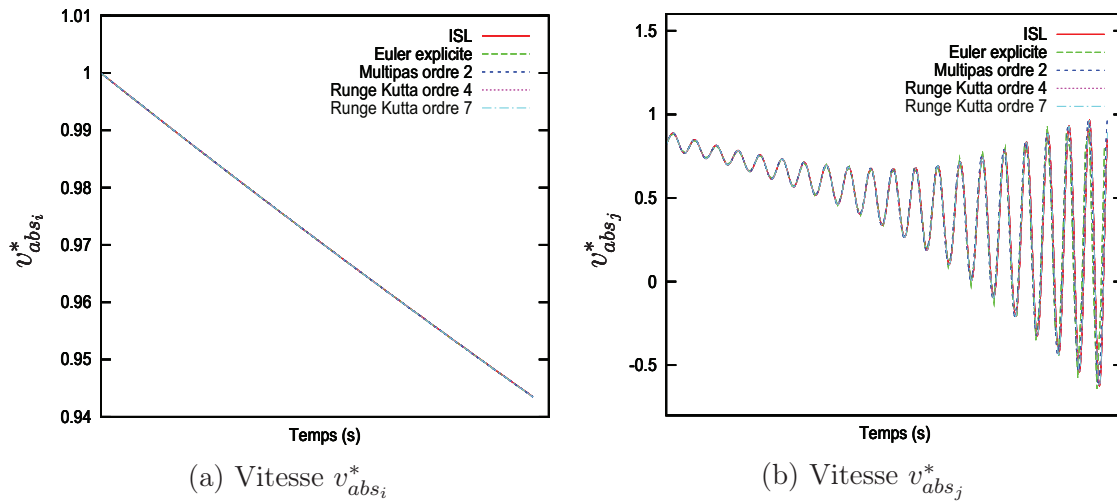 1.01
1
0.99
0.98
0.97
0.96
0.95
0.94
v*abs_i
ISL
Euler explicite
Multipas ordre 2
Runge Kutta ordre 4
Runge Kutta ordre 7
Temps (s)
(a) Vitesse v*abs_i
1.5
1
0.5
0
-0.5
v*abs_j
ISL
Euler explicite
Multipas ordre 2
Runge Kutta ordre 4
Runge Kutta ordre 7
Temps (s)
(b) Vitesse v*abs_j